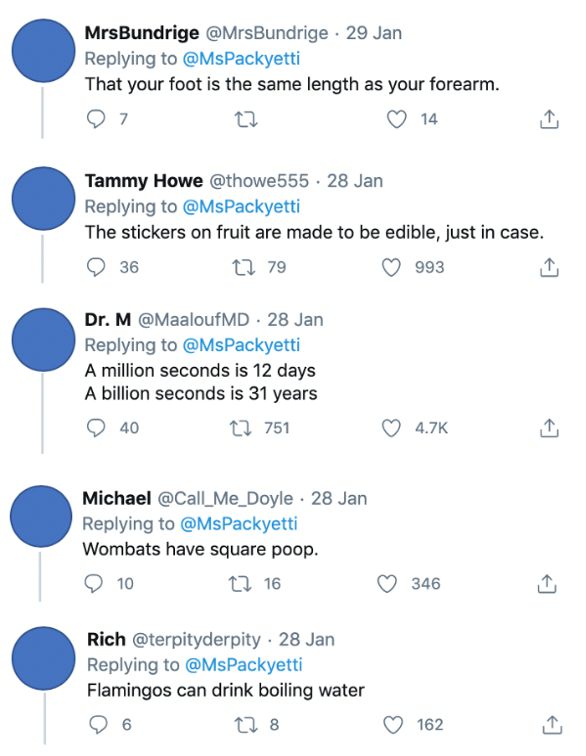 MrsBundrige @MrsBundrige · 29 Jan
Replying to @MsPackyetti
That your foot is the same length as your forearm.
7 14
Tammy Howe @thowe555 · 28 Jan
Replying to @MsPackyetti
The stickers on fruit are made to be edible, just in case.
36 79 993
Dr. M @MaaloufMD · 28 Jan
Replying to @MsPackyetti
A million seconds is 12 days
A billion seconds is 31 years
40 751 4.7K
Michael @Call_Me_Doyle · 28 Jan
Replying to @MsPackyetti
Wombats have square poop.
10 16 346
Rich @terpityderpity · 28 Jan
Replying to @MsPackyetti
Flamingos can drink boiling water
6 8 162